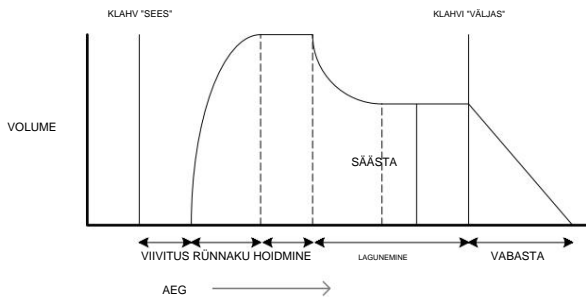 KLAHV "SEES"
KLAHVI "VÄLJAS"
VOLUME
SÄÄSTA
VIIVITUS RÜNNAKU HOIDMINE
LAGUNEMINE
VABASTA
AEG